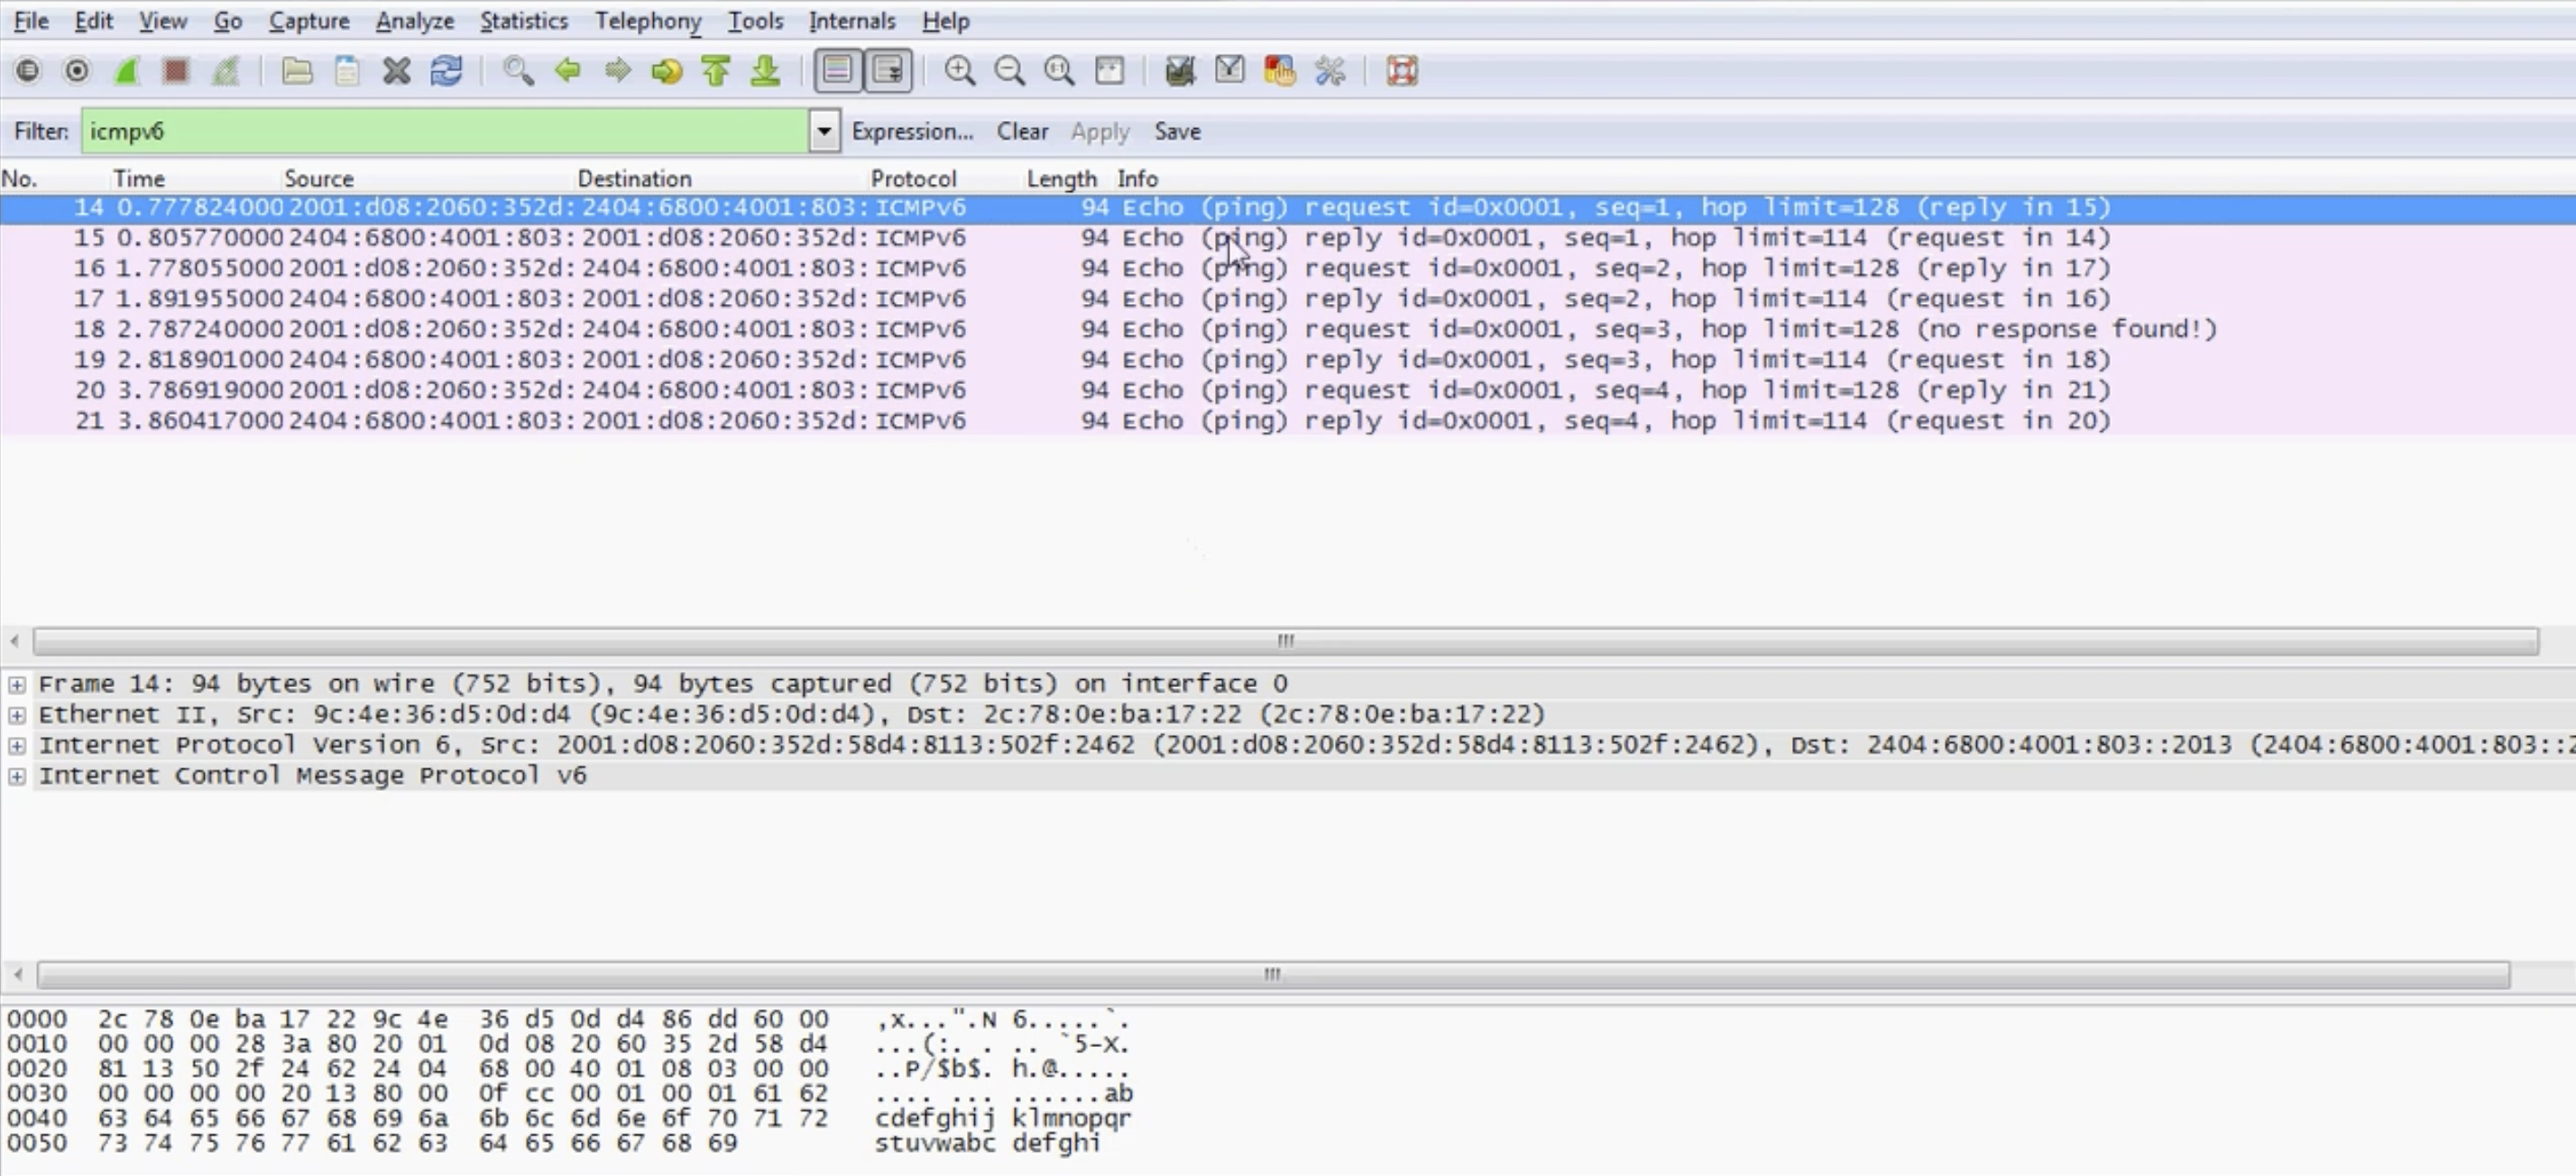 File Edit View Go Capture Analyze Statistics Telephony Tools Internals Help
Filter: icmpv6 Expression... Clear Apply Save
No. Time Source Destination Protocol Length Info
14 0.777824000 2001:d08:2060:352d: 2404:6800:4001:803: ICMPv6 94 Echo (ping) request id=0x0001, seq=1, hop limit=128 (reply in 15)
15 0.805770000 2404:6800:4001:803: 2001:d08:2060:352d: ICMPv6 94 Echo (ping) reply id=0x0001, seq=1, hop limit=114 (request in 14)
16 1.778055000 2001:d08:2060:352d: 2404:6800:4001:803: ICMPv6 94 Echo (ping) request id=0x0001, seq=2, hop limit=128 (reply in 17)
17 1.891955000 2404:6800:4001:803: 2001:d08:2060:352d: ICMPv6 94 Echo (ping) reply id=0x0001, seq=2, hop limit=114 (request in 16)
18 2.787240000 2001:d08:2060:352d: 2404:6800:4001:803: ICMPv6 94 Echo (ping) request id=0x0001, seq=3, hop limit=128 (no response found!)
19 2.818901000 2404:6800:4001:803: 2001:d08:2060:352d: ICMPv6 94 Echo (ping) reply id=0x0001, seq=3, hop limit=114 (request in 18)
20 3.786919000 2001:d08:2060:352d: 2404:6800:4001:803: ICMPv6 94 Echo (ping) request id=0x0001, seq=4, hop limit=128 (reply in 21)
21 3.860417000 2404:6800:4001:803: 2001:d08:2060:352d: ICMPv6 94 Echo (ping) reply id=0x0001, seq=4, hop limit=114 (request in 20)
Frame 14: 94 bytes on wire (752 bits), 94 bytes captured (752 bits) on interface 0
Ethernet II, Src: 9c:4e:36:d5:0d:d4 (9c:4e:36:d5:0d:d4), Dst: 2c:78:0e:ba:17:22 (2c:78:0e:ba:17:22)
Internet Protocol Version 6, Src: 2001:d08:2060:352d:58d4:8113:502f:2462 (2001:d08:2060:352d:58d4:8113:502f:2462), Dst: 2404:6800:4001:803::2013 (2404:6800:4001:803::2
Internet Control Message Protocol v6
0000 2c 78 0e ba 17 22 9c 4e 36 d5 0d d4 86 dd 60 00 ,x...".N 6.....`.
0010 00 00 00 28 3a 80 20 01 0d 08 20 60 35 2d 58 d4 ...(:. . .. `5-X.
0020 81 13 50 2f 24 62 24 04 68 00 40 01 08 03 00 00 ..P/$b$. h.@.....
0030 00 00 00 00 20 13 80 00 0f cc 00 01 00 01 61 62 .... ... ......ab
0040 63 64 65 66 67 68 69 6a 6b 6c 6d 6e 6f 70 71 72 cdefghij klmnopqr
0050 73 74 75 76 77 61 62 63 64 65 66 67 68 69 stuvwabc defghi